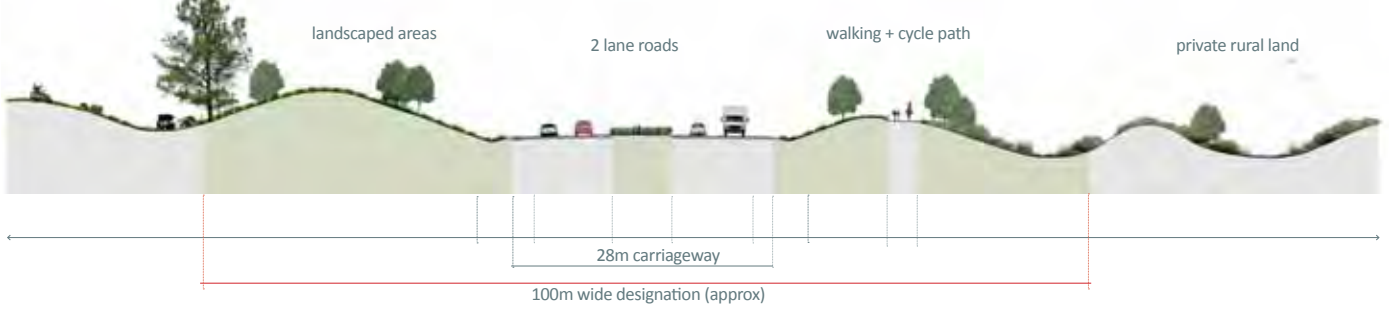 landscaped areas
2 lane roads
walking + cycle path
private rural land
28m carriageway
100m wide designation (approx)